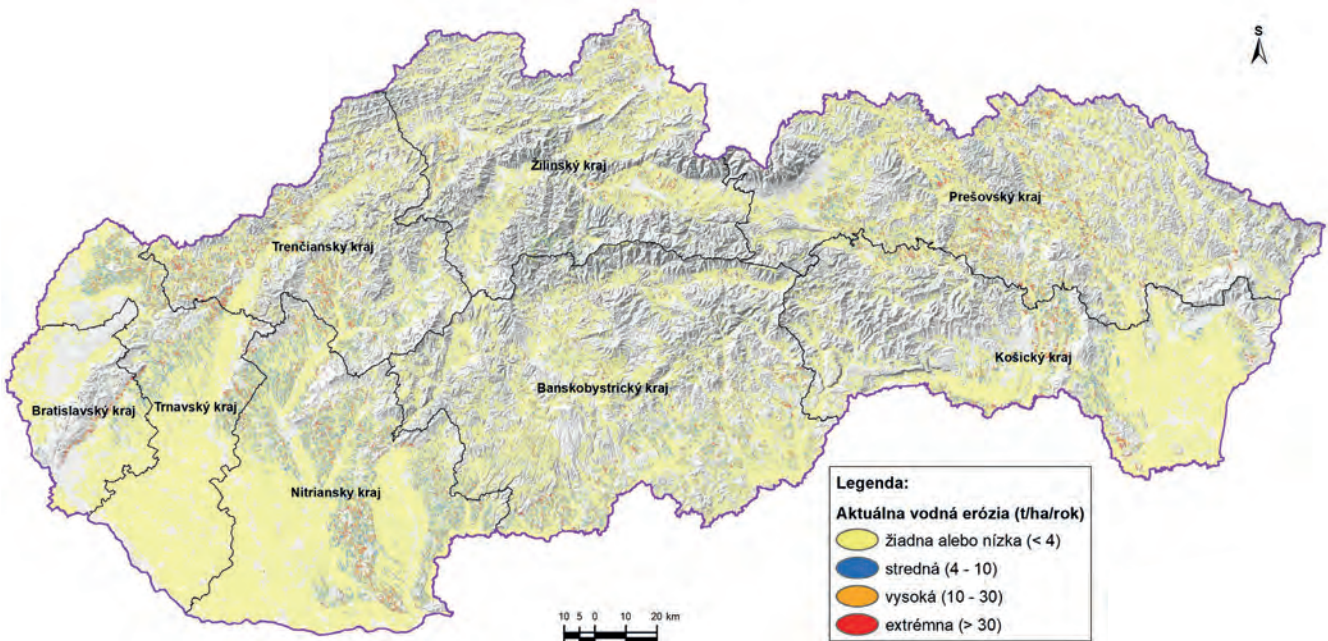 S
Žilinský kraj
Prešovský kraj
Trenčiansky kraj
Košický kraj
Banskobystrický kraj
Bratislavský kraj
Trnavský kraj
Nitriansky kraj
Legenda:
Aktuálna vodná erózia (t/ha/rok)
žiadna alebo nízka (< 4)
stredná (4 - 10)
vysoká (10 - 30)
extrémna (> 30)
10 5 0 10 20 km